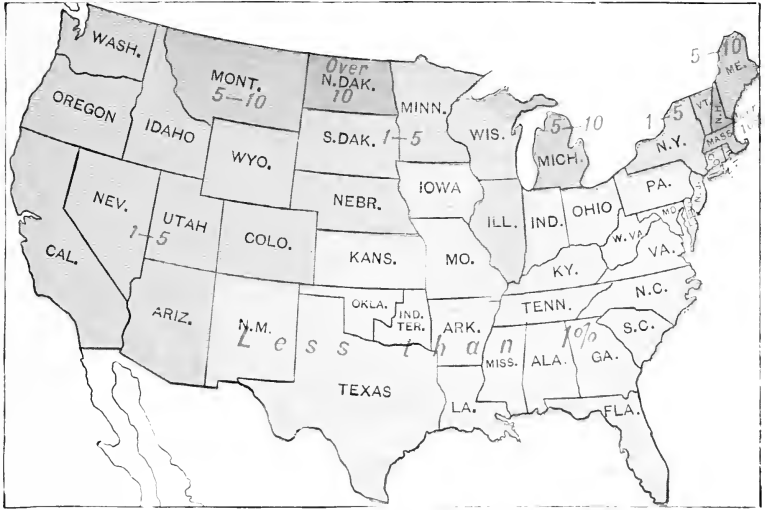 WASH.
OREGON
IDAHO
MONT.
5–10
Over
N.DAK.
10
S.DAK.
MINN.
1–5
WIS.
5–10
MICH.
WYO.
NEBR.
IOWA
ILL.
IND.
OHIO
PA.
1–5
N.Y.
VT.
N.H.
5–10
ME.
MASS.
N.J.
MD.
CAL.
NEV.
1–5
UTAH
COLO.
KANS.
MO.
KY.
W.VA.
VA.
ARIZ.
N.M.
OKLA.
IND.
TER.
ARK.
TENN.
N.C.
S.C.
Less than 1%
MISS.
ALA.
GA.
TEXAS
LA.
FLA.